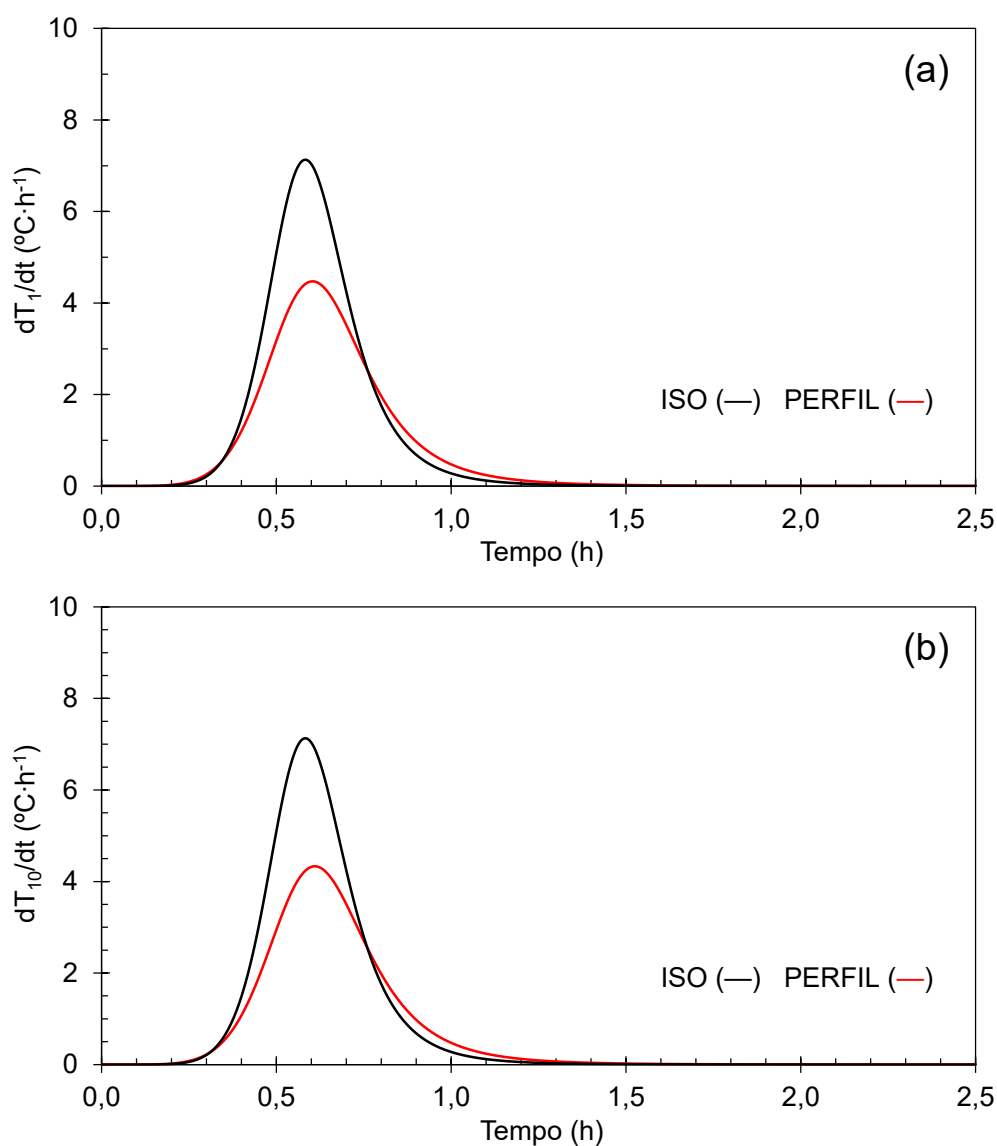 10
(a)
8
6
dT₁/dt (ºC·h⁻¹)
4
ISO (—) PERFIL (—)
2
0
0,0 0,5 1,0 1,5 2,0 2,5
Tempo (h)
10
(b)
8
6
dT₁₀/dt (ºC·h⁻¹)
4
ISO (—) PERFIL (—)
2
0
0,0 0,5 1,0 1,5 2,0 2,5
Tempo (h)